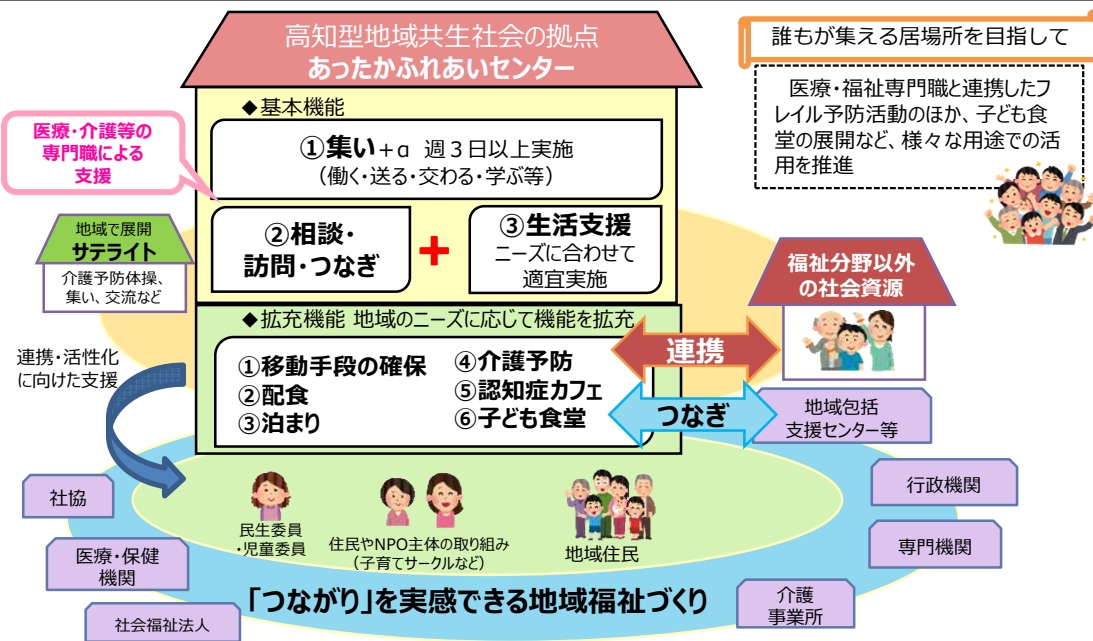 高知型地域共生社会の拠点
あったかふれあいセンター
誰もが集える居場所を目指して
医療・福祉専門職と連携したフ
レイル予防活動のほか、子ども食
堂の展開など、様々な用途での活
用を推進
◆基本機能
医療・介護等の
専門職による
支援
①集い+α 週３日以上実施
（働く・送る・交わる・学ぶ等）
②相談・
訪問・つなぎ
+
③生活支援
ニーズに合わせて
適宜実施
地域で展開
サテライト
介護予防体操、
集い、交流など
福祉分野以外
の社会資源
◆拡充機能 地域のニーズに応じて機能を拡充
①移動手段の確保
②配食
③泊まり
④介護予防
⑤認知症カフェ
⑥子ども食堂
連携
つなぎ
連携・活性化
に向けた支援
地域包括
支援センター等
社協
医療・保健
機関
社会福祉法人
行政機関
専門機関
介護
事業所
民生委員
・児童委員
住民やNPO主体の取り組み
（子育てサークルなど）
地域住民
「つながり」を実感できる地域福祉づくり